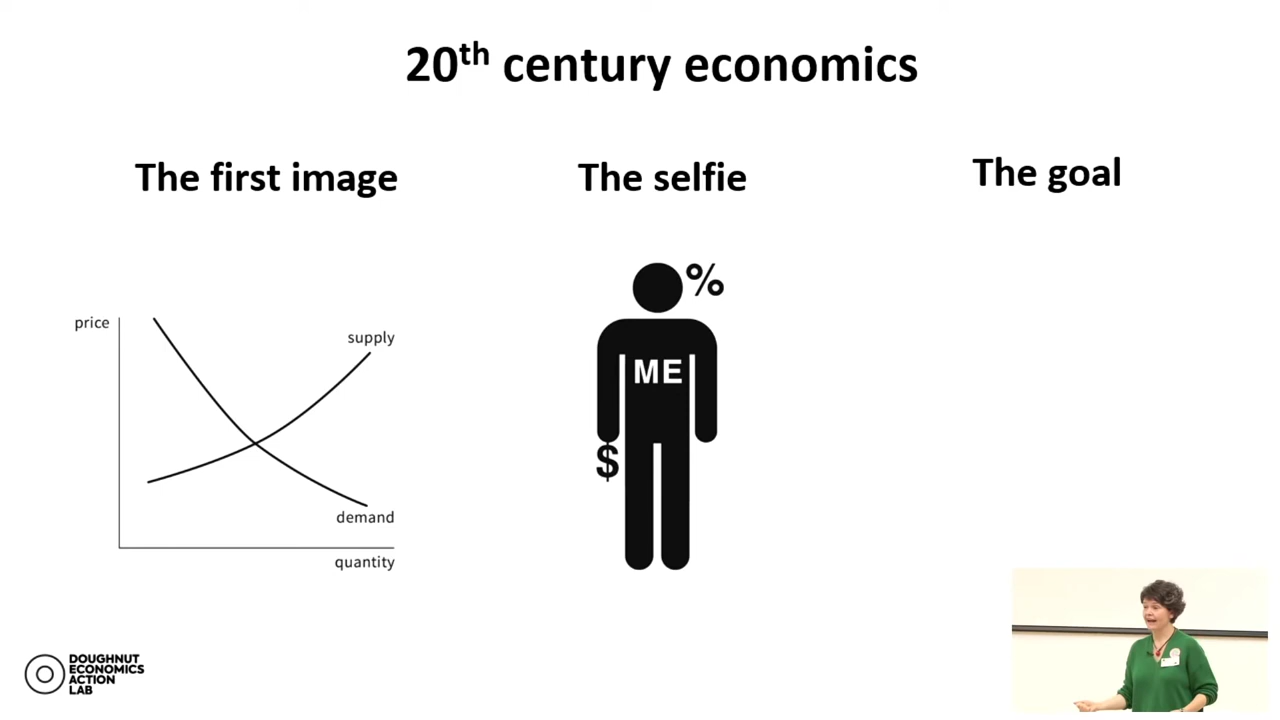 20th century economics
The first image
The selfie
The goal
price
supply
demand
quantity
%
ME
$
DOUGHNUT
ECONOMICS
ACTION
LAB